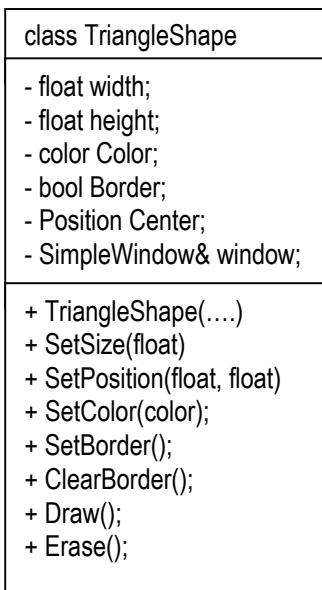 class TriangleShape
- float width;
- float height;
- color Color;
- bool Border;
- Position Center;
- SimpleWindow& window;
+ TriangleShape(....)
+ SetSize(float)
+ SetPosition(float, float)
+ SetColor(color);
+ SetBorder();
+ ClearBorder();
+ Draw();
+ Erase();